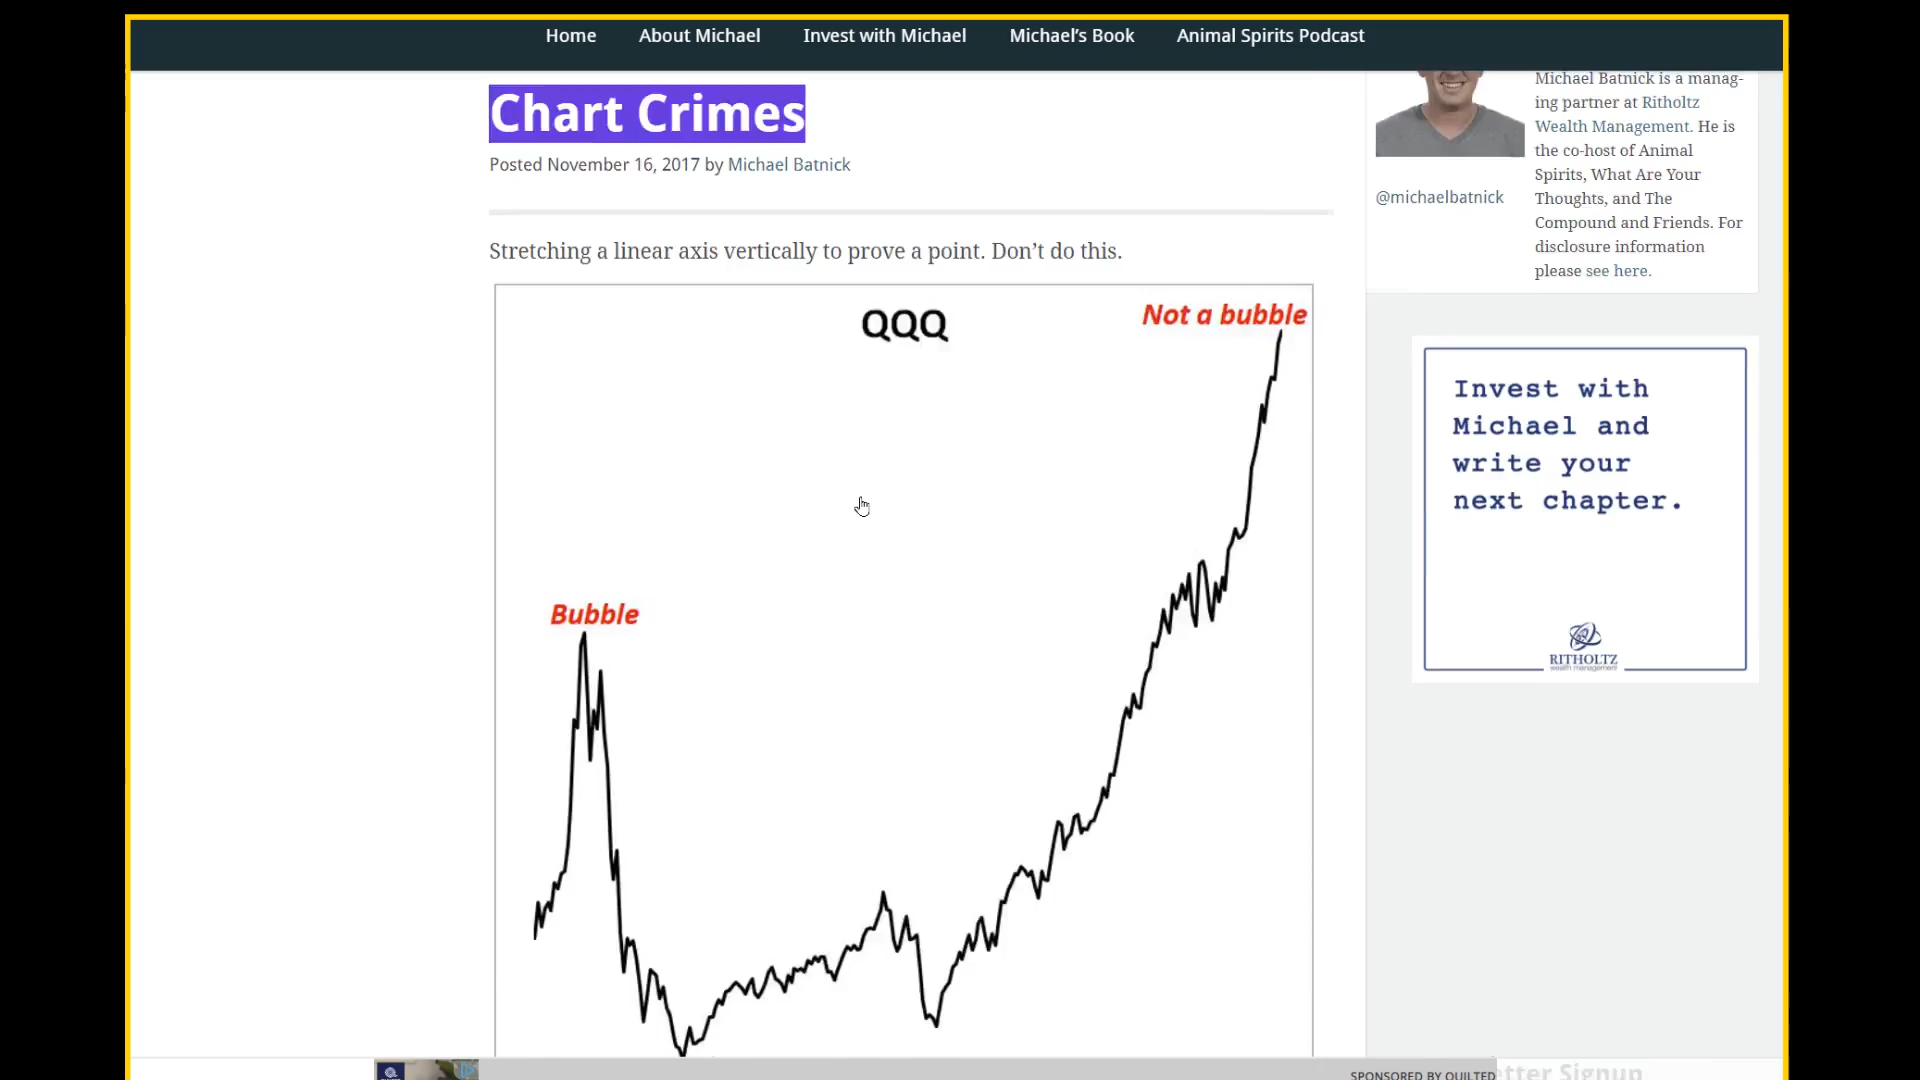 Home About Michael Invest with Michael Michael's Book Animal Spirits Podcast
Chart Crimes
Posted November 16, 2017 by Michael Batnick
Stretching a linear axis vertically to prove a point. Don't do this.
QQQ
Not a bubble
Bubble
Michael Batnick is a manag-
ing partner at Ritholtz
Wealth Management. He is
the co-host of Animal
Spirits, What Are Your
Thoughts, and The
Compound and Friends. For
disclosure information
please see here.
@michaelbatnick
Invest with
Michael and
write your
next chapter.
RITHOLTZ
wealth management
SPONSORED BY QUILTED
etter Signup